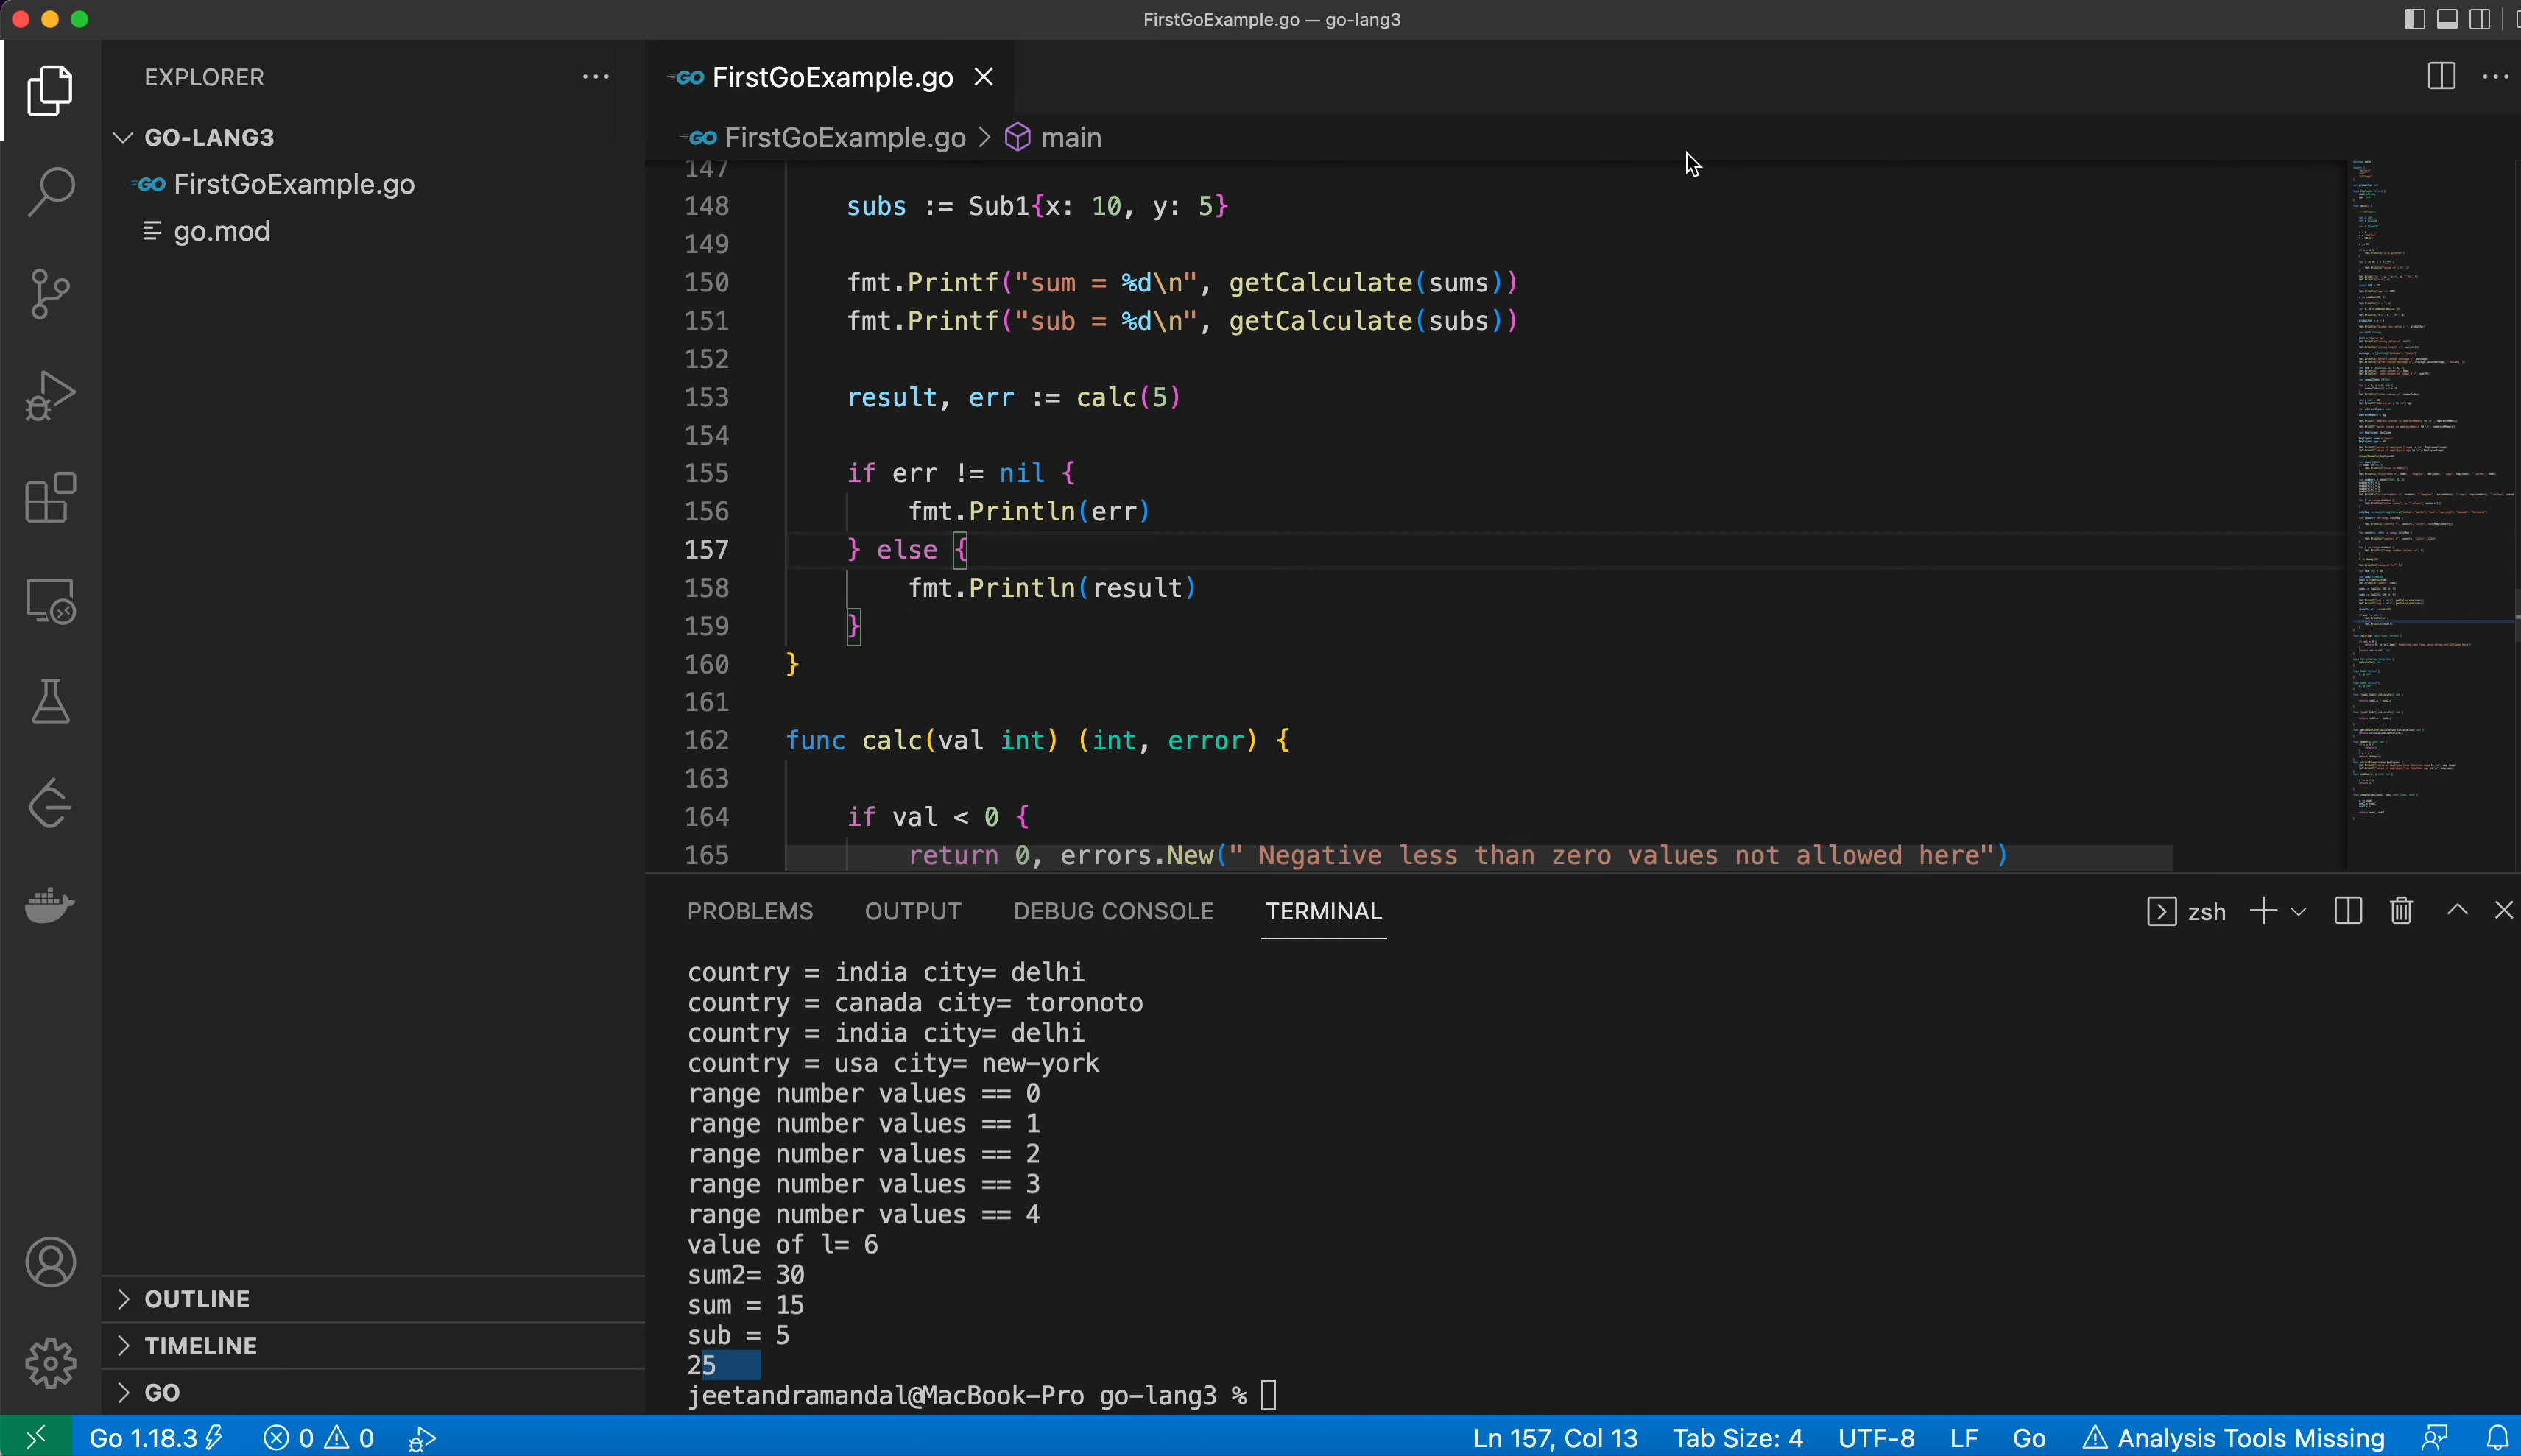 FirstGoExample.go — go-lang3
EXPLORER
GO-LANG3
GO FirstGoExample.go
go.mod
OUTLINE
TIMELINE
GO
GO FirstGoExample.go
GO FirstGoExample.go > main
147
148 subs := Sub1{x: 10, y: 5}
149
150 fmt.Printf("sum = %d\n", getCalculate(sums))
151 fmt.Printf("sub = %d\n", getCalculate(subs))
152
153 result, err := calc(5)
154
155 if err != nil {
156 fmt.Println(err)
157 } else {
158 fmt.Println(result)
159 }
160 }
161
162 func calc(val int) (int, error) {
163
164 if val < 0 {
165 return 0, errors.New(" Negative less than zero values not allowed here")
PROBLEMS OUTPUT DEBUG CONSOLE TERMINAL zsh
country = india city= delhi
country = canada city= toronoto
country = india city= delhi
country = usa city= new-york
range number values == 0
range number values == 1
range number values == 2
range number values == 3
range number values == 4
value of l= 6
sum2= 30
sum = 15
sub = 5
25
jeetandramandal@MacBook-Pro go-lang3 %
Go 1.18.3 0 0 Ln 157, Col 13 Tab Size: 4 UTF-8 LF Go Analysis Tools Missing